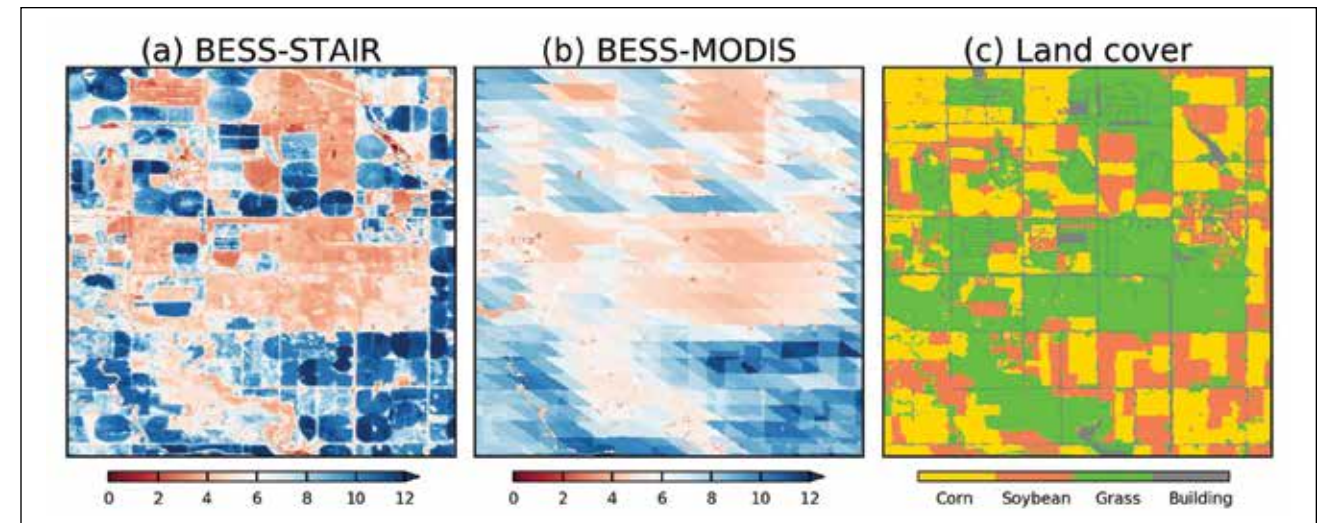 (a) BESS-STAIR (b) BESS-MODIS (c) Land cover
0 2 4 6 8 10 12 0 2 4 6 8 10 12 Corn Soybean Grass Building